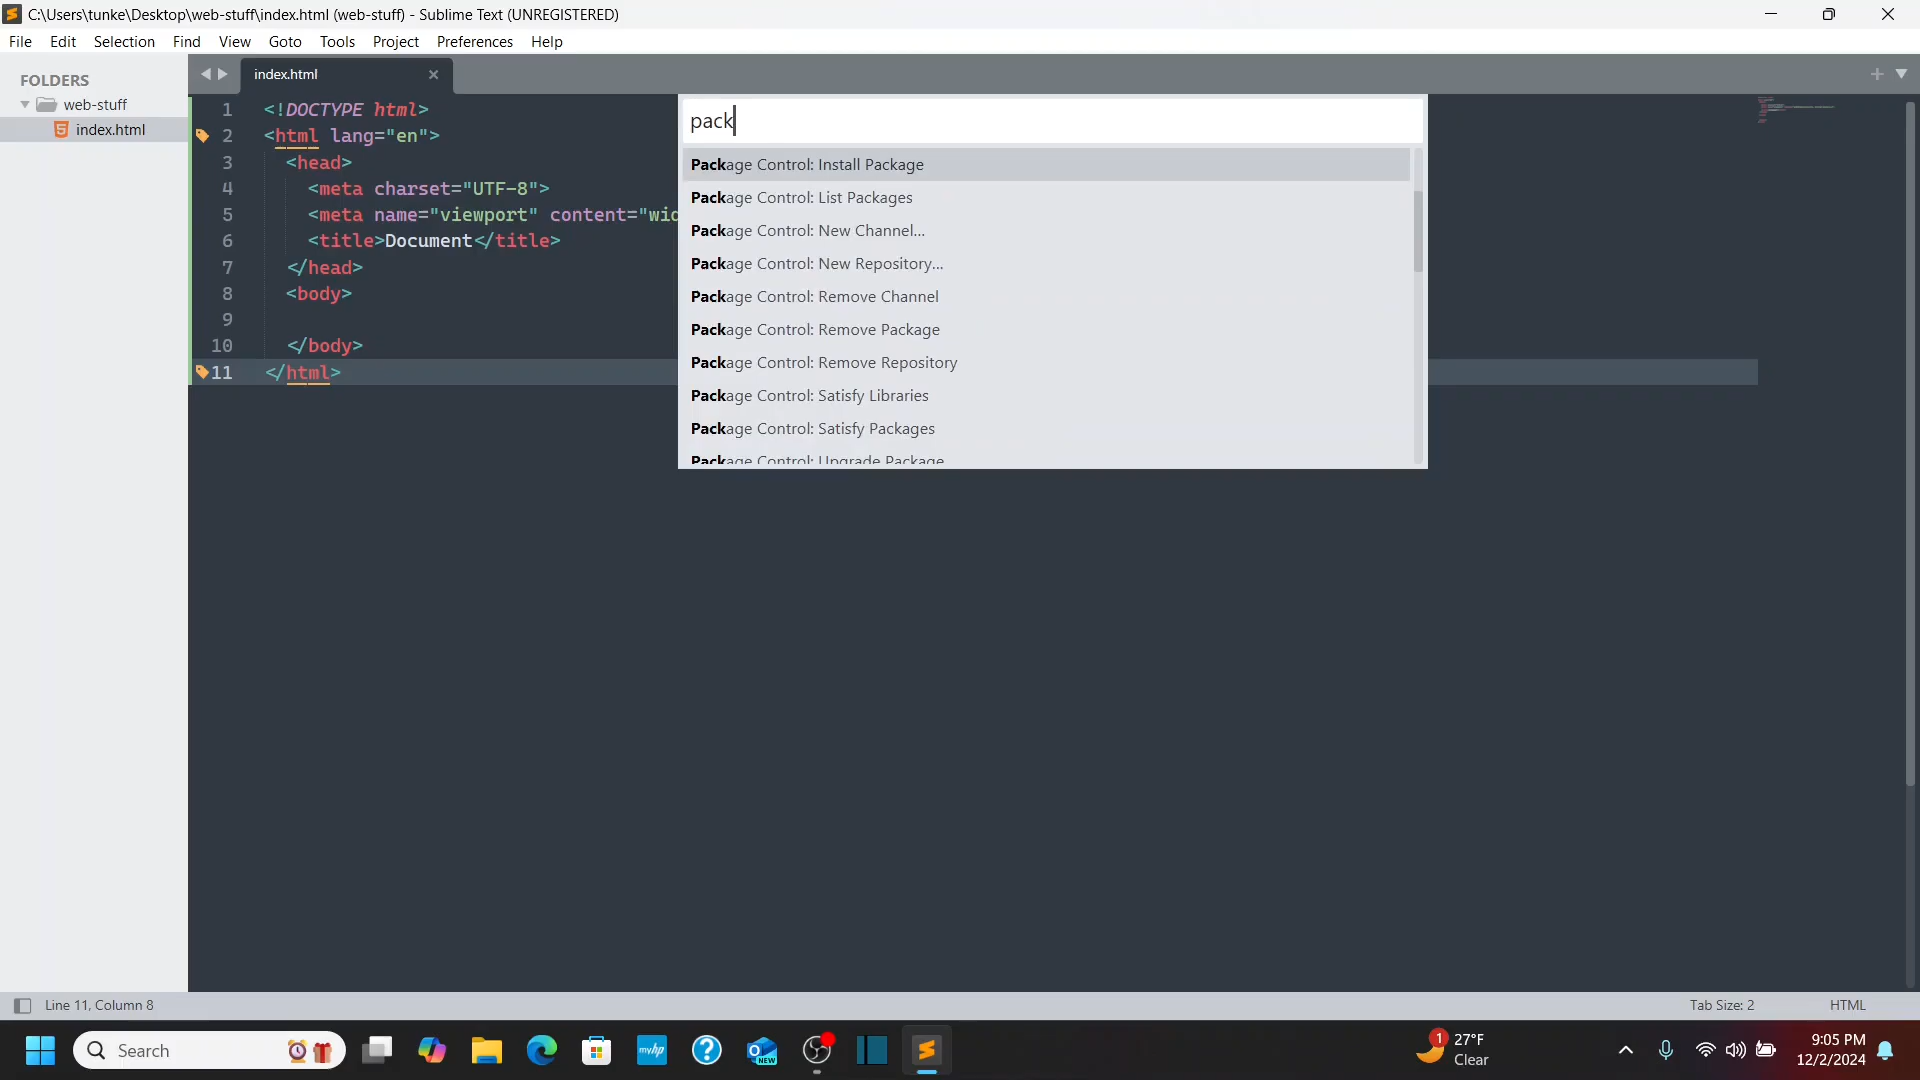 C:\Users\tunke\Desktop\web-stuff\index.html (web-stuff) - Sublime Text (UNREGISTERED)
File Edit Selection Find View Goto Tools Project Preferences Help
FOLDERS
web-stuff
index.html
index.html
1 <!DOCTYPE html>
2 <html lang="en">
3 <head>
4 <meta charset="UTF-8">
5 <meta name="viewport" content="wid
6 <title>Document</title>
7 </head>
8 <body>
9
10 </body>
11 </html>
pack
Package Control: Install Package
Package Control: List Packages
Package Control: New Channel...
Package Control: New Repository...
Package Control: Remove Channel
Package Control: Remove Package
Package Control: Remove Repository
Package Control: Satisfy Libraries
Package Control: Satisfy Packages
Package Control: Upgrade Package
Line 11, Column 8
Tab Size: 2 HTML
Search
myhp
NEW
1
27°F
Clear
9:05 PM
12/2/2024